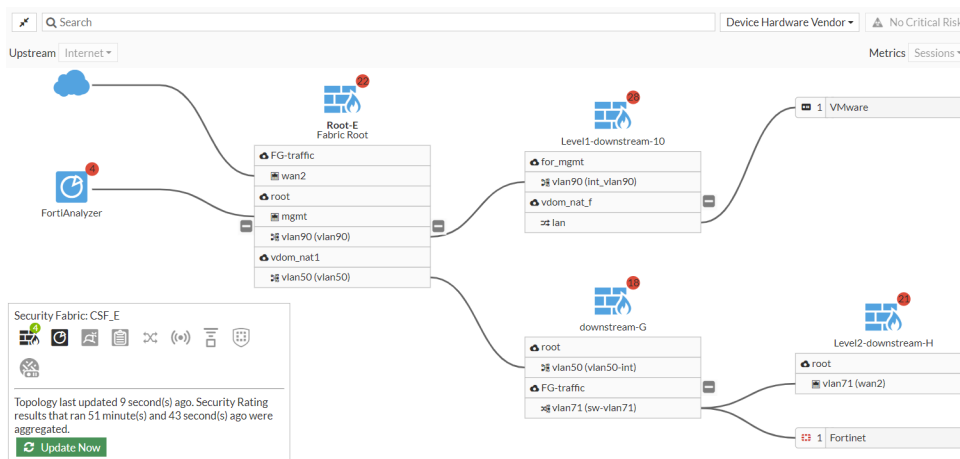 Search
Device Hardware Vendor
No Critical Risk
Upstream
Internet
Metrics
Sessions
22
Root-E
Fabric Root
FG-traffic
wan2
root
mgmt
vlan90 (vlan90)
vdom_nat1
vlan50 (vlan50)
4
FortiAnalyzer
28
Level1-downstream-10
for_mgmt
vlan90 (int_vlan90)
vdom_nat_f
lan
1 VMware
18
downstream-G
root
vlan50 (vlan50-int)
FG-traffic
vlan71 (sw-vlan71)
21
Level2-downstream-H
root
vlan71 (wan2)
1 Fortinet
Security Fabric: CSF_E
4
Topology last updated 9 second(s) ago. Security Rating
results that ran 51 minute(s) and 43 second(s) ago were
aggregated.
Update Now